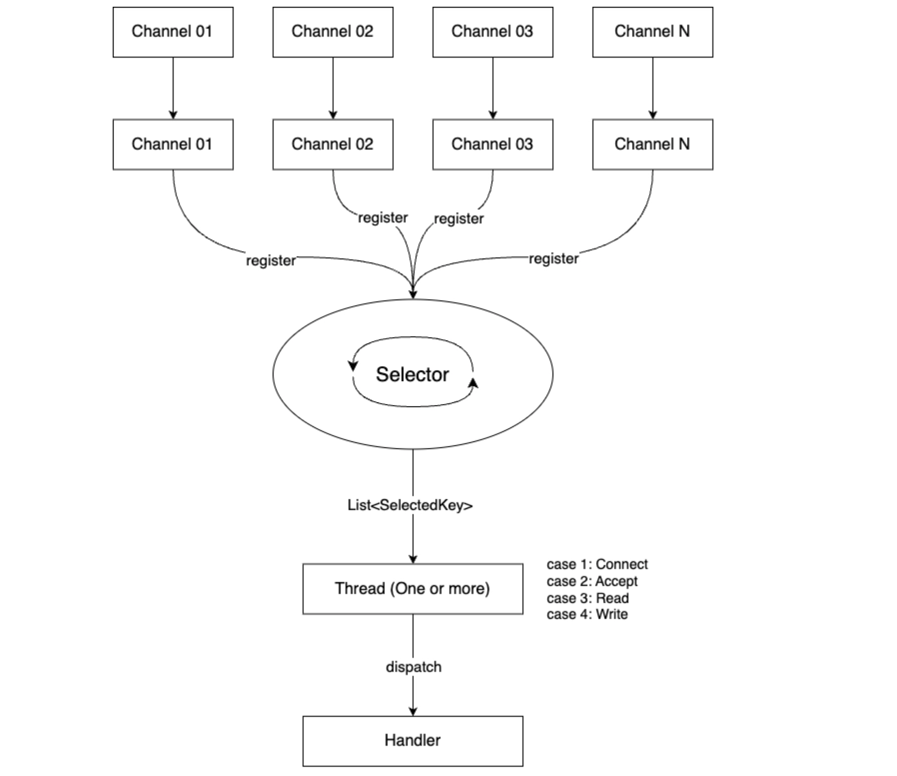 Channel 01
Channel 02
Channel 03
Channel N
Channel 01
Channel 02
Channel 03
Channel N
register
register
register
register
Selector
List<SelectedKey>
Thread (One or more)
case 1: Connect
case 2: Accept
case 3: Read
case 4: Write
dispatch
Handler